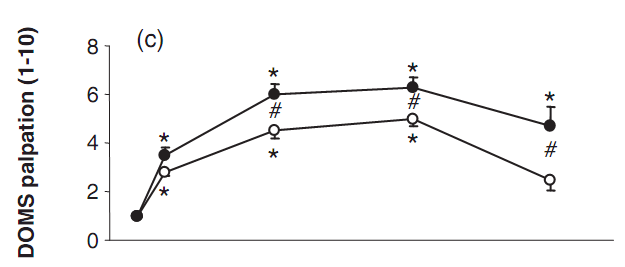 DOMS palpation (1-10)
(c)
8
6
4
2
0
* * * *
# # #
* * *